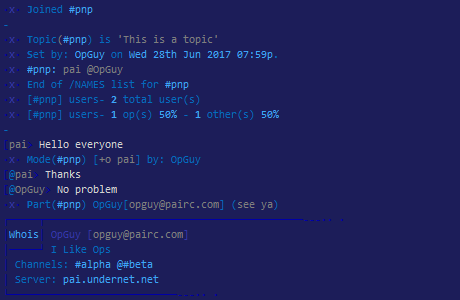 <x> Joined #pnp
-
<x> Topic(#pnp) is 'This is a topic'
<x> Set by: OpGuy on Wed 28th Jun 2017 07:59p.
<x> #pnp: pai @OpGuy
<x> End of /NAMES list for #pnp
<x> [#pnp] users- 2 total user(s)
<x> [#pnp] users- 1 op(s) 50% - 1 other(s) 50%
-
<pai> Hello everyone
<x> Mode(#pnp) [+o pai] by: OpGuy
<@pai> Thanks
<@OpGuy> No problem
<x> Part(#pnp) OpGuy[opguy@pairc.com] (see ya)
Whois OpGuy [opguy@pairc.com]
I Like Ops
Channels: #alpha @#beta
Server: pai.undernet.net